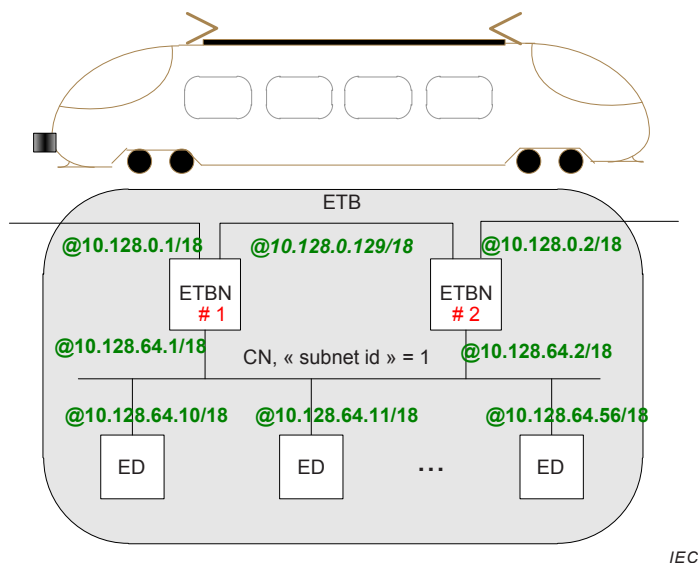 ETB
@10.128.0.1/18 @10.128.0.129/18 @10.128.0.2/18
ETBN
# 1
ETBN
# 2
@10.128.64.1/18 CN, « subnet id » = 1 @10.128.64.2/18
@10.128.64.10/18 @10.128.64.11/18 @10.128.64.56/18
ED ED ... ED
IEC